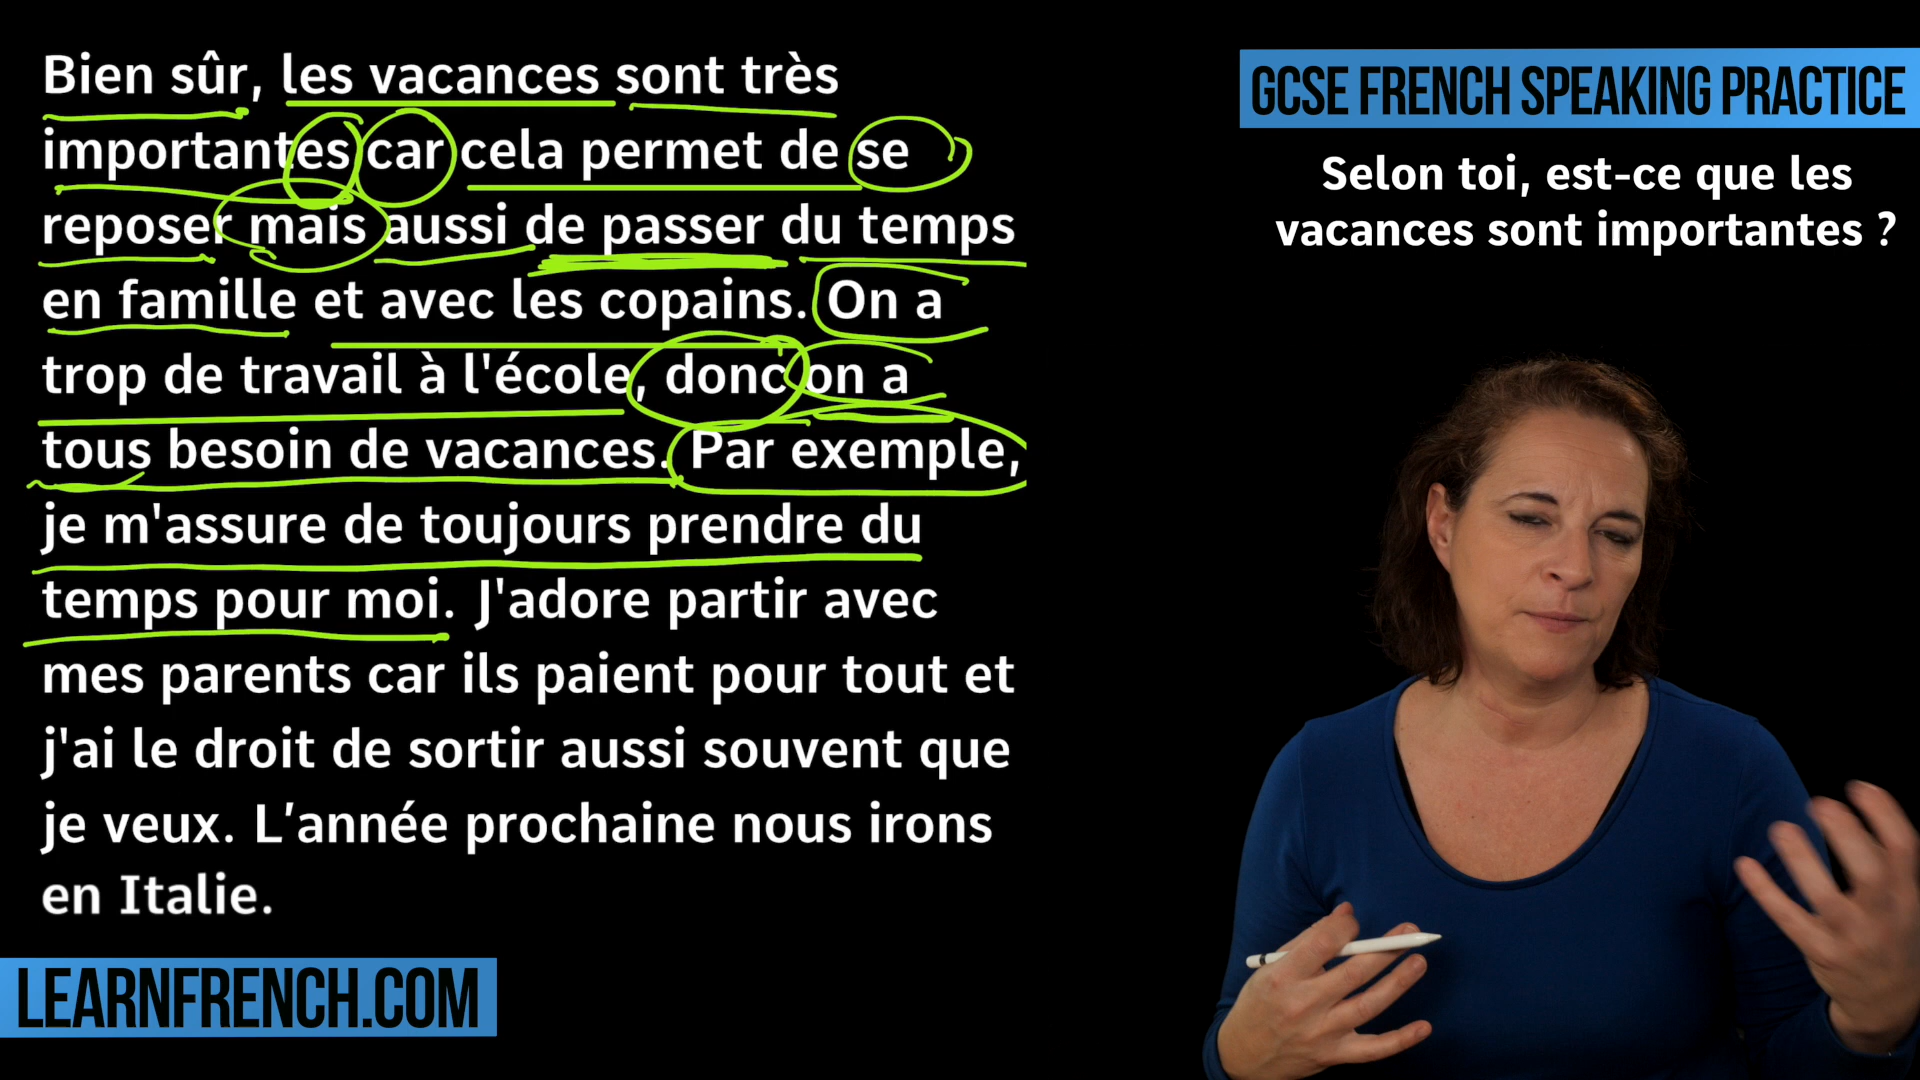 Bien sûr, les vacances sont très
importantes car cela permet de se
reposer mais aussi de passer du temps
en famille et avec les copains. On a
trop de travail à l'école, donc on a
tous besoin de vacances. Par exemple,
je m'assure de toujours prendre du
temps pour moi. J'adore partir avec
mes parents car ils paient pour tout et
j'ai le droit de sortir aussi souvent que
je veux. L’année prochaine nous irons
en Italie.
LEARNFRENCH.COM
GCSE FRENCH SPEAKING PRACTICE
Selon toi, est-ce que les
vacances sont importantes ?